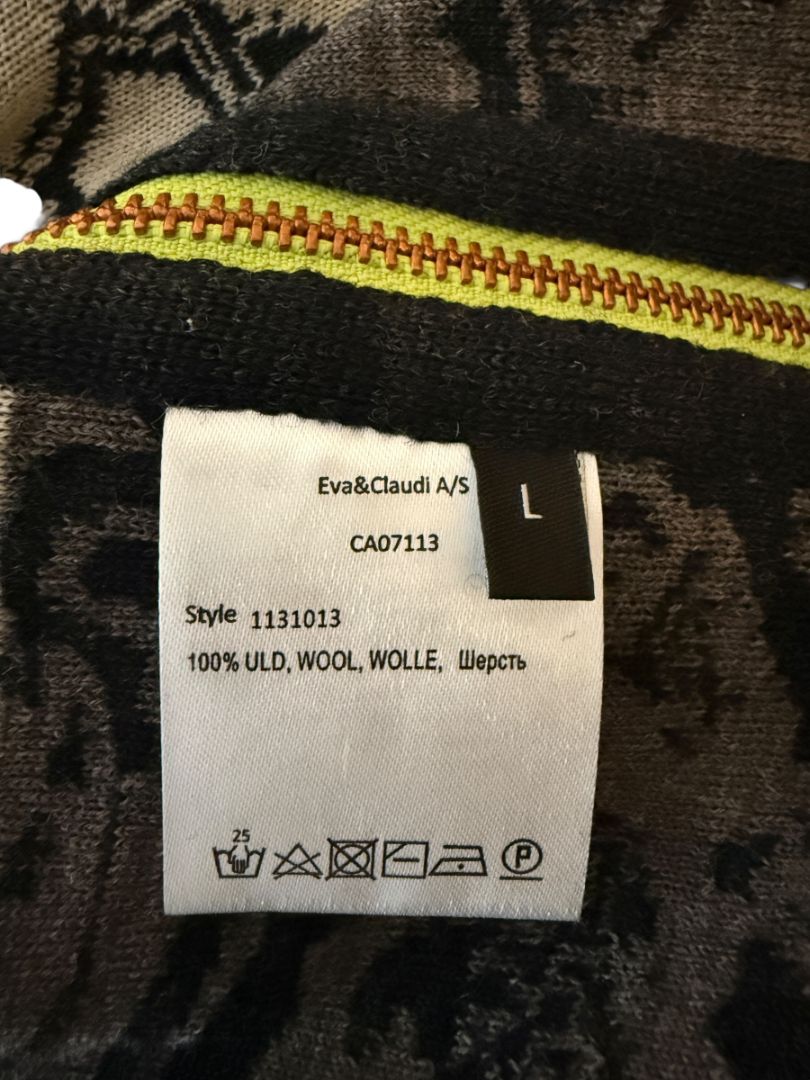 Eva&Claudi A/S
L
CA07113
Style 1131013
100% ULD, WOOL, WOLLE, Шерсть
25
P